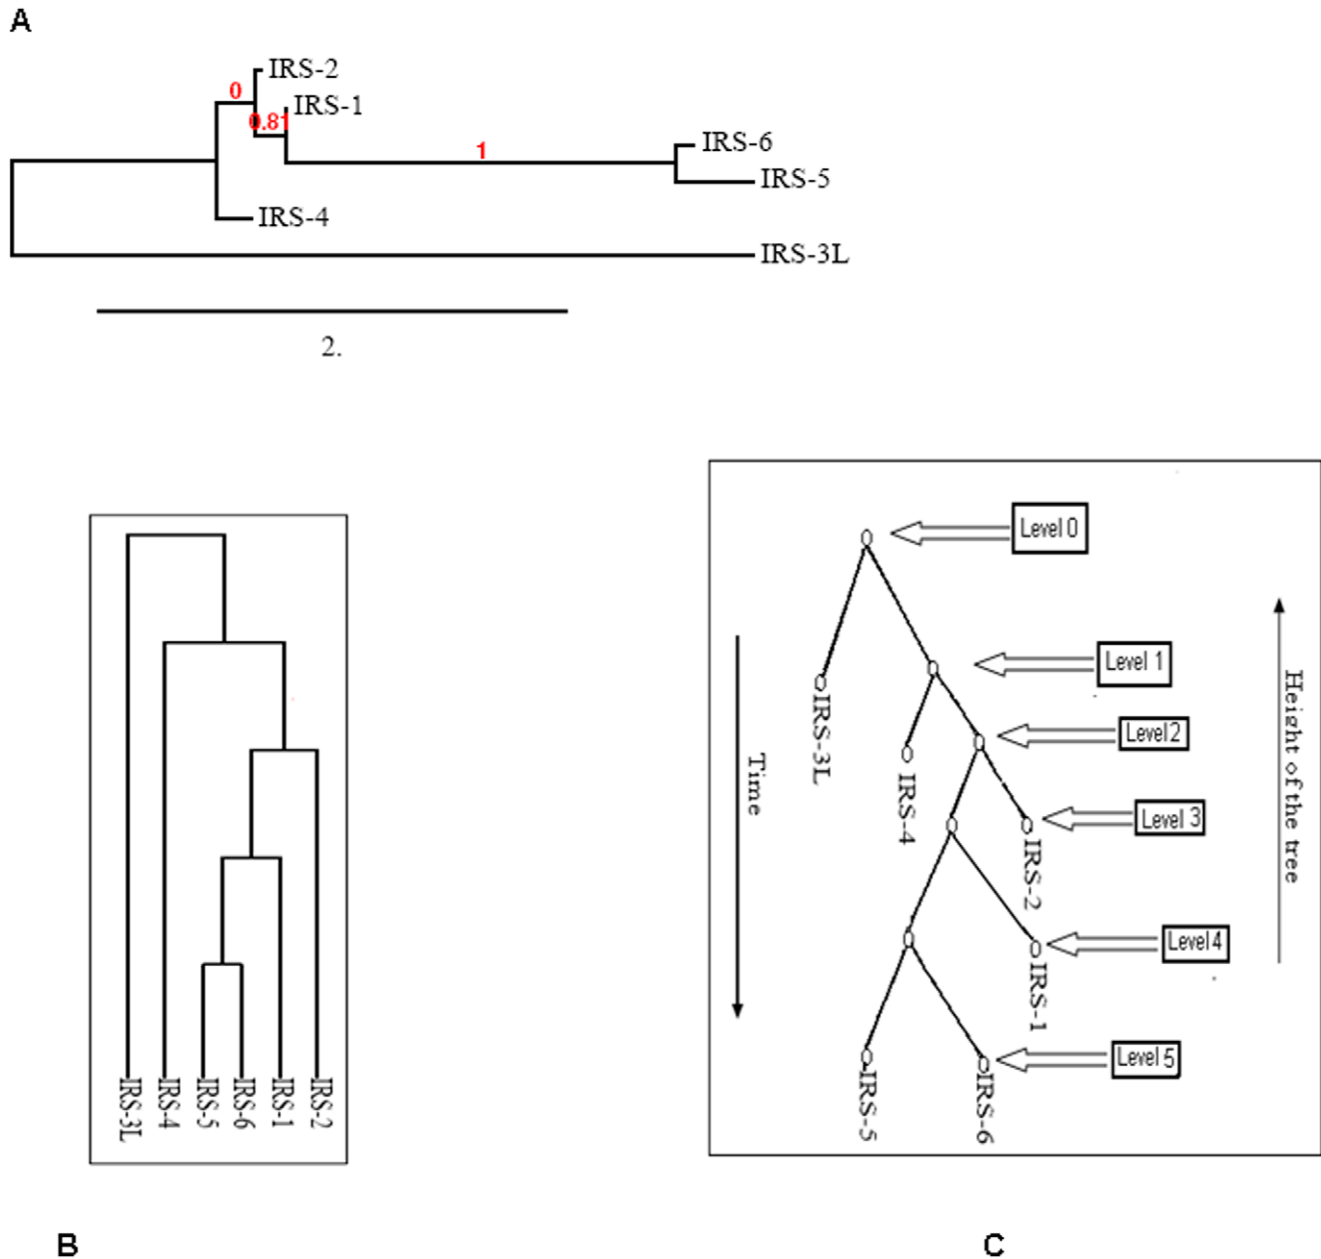 A
IRS-2
0
IRS-1
0.81
IRS-6
1
IRS-5
IRS-4
IRS-3L
2.
Level 0
Level 1
Level 2
Level 3
Level 4
Level 5
Height of the tree
Time
IRS-3L
IRS-4
IRS-2
IRS-1
IRS-5
IRS-6
IRS-3L
IRS-4
IRS-5
IRS-6
IRS-1
IRS-2
B
C